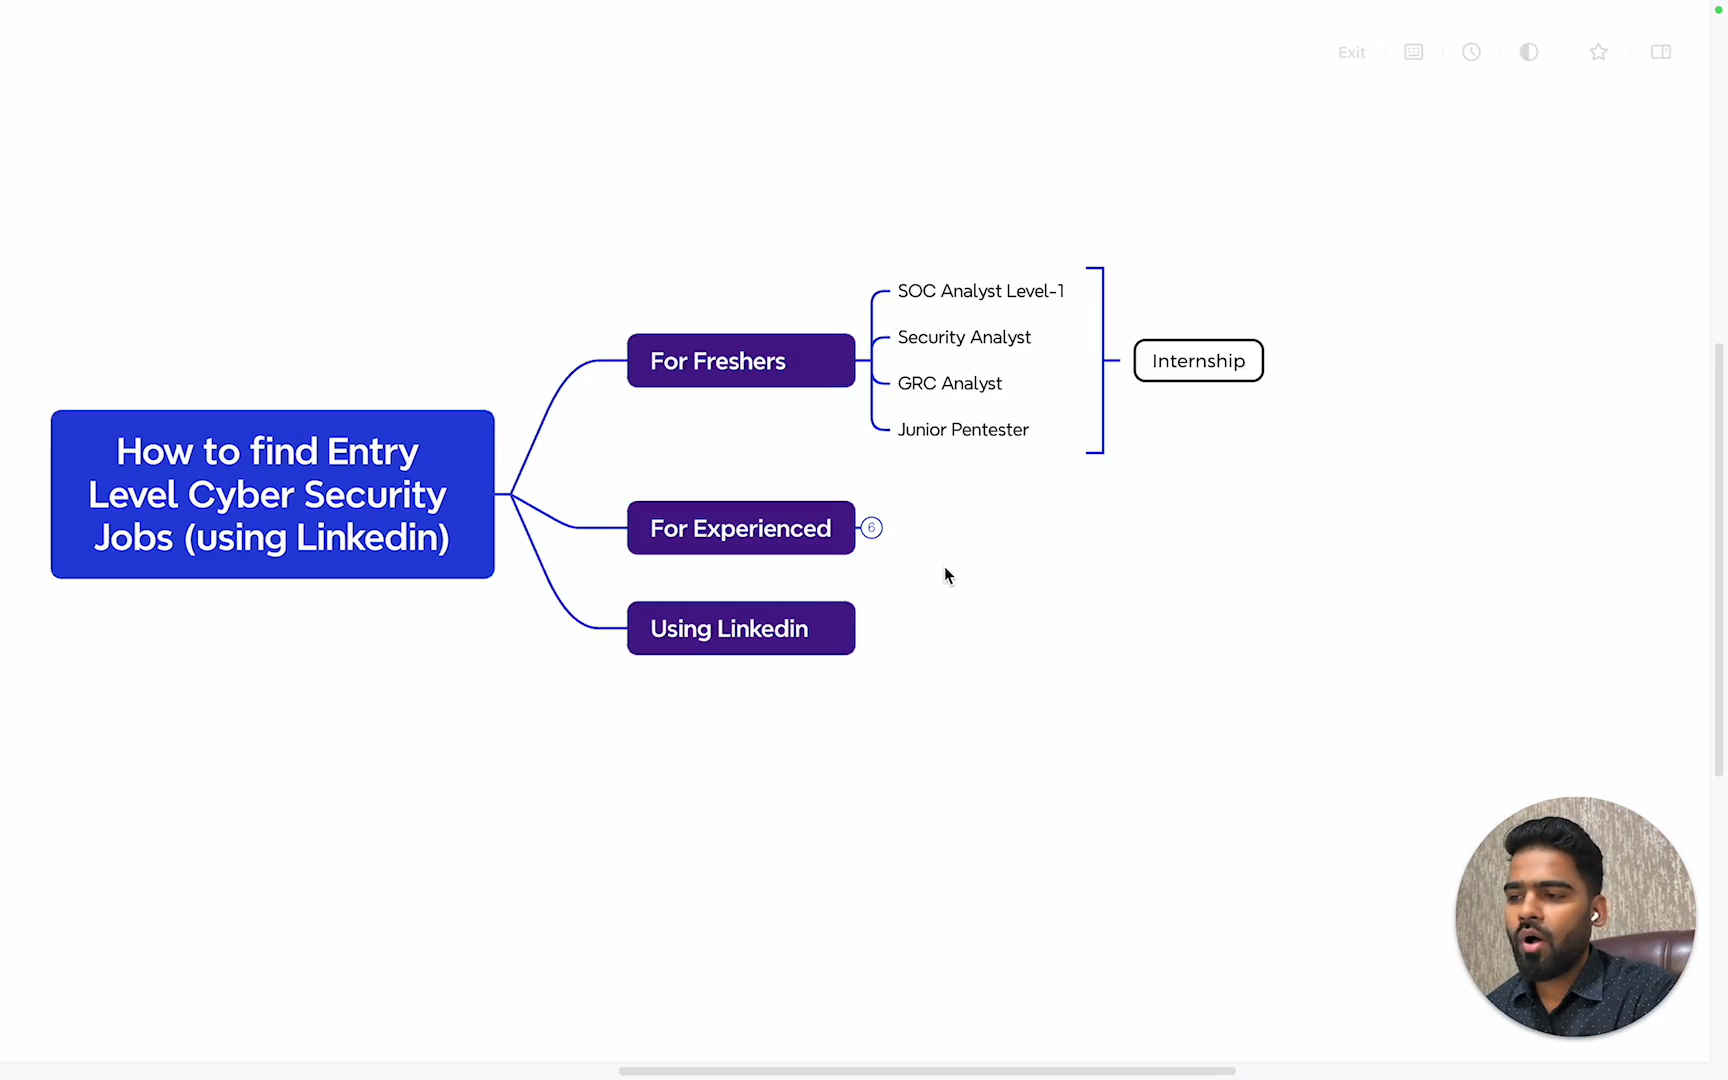 Exit
How to find Entry
Level Cyber Security
Jobs (using Linkedin)
For Freshers
SOC Analyst Level-1
Security Analyst
GRC Analyst
Junior Pentester
Internship
For Experienced
6
Using Linkedin